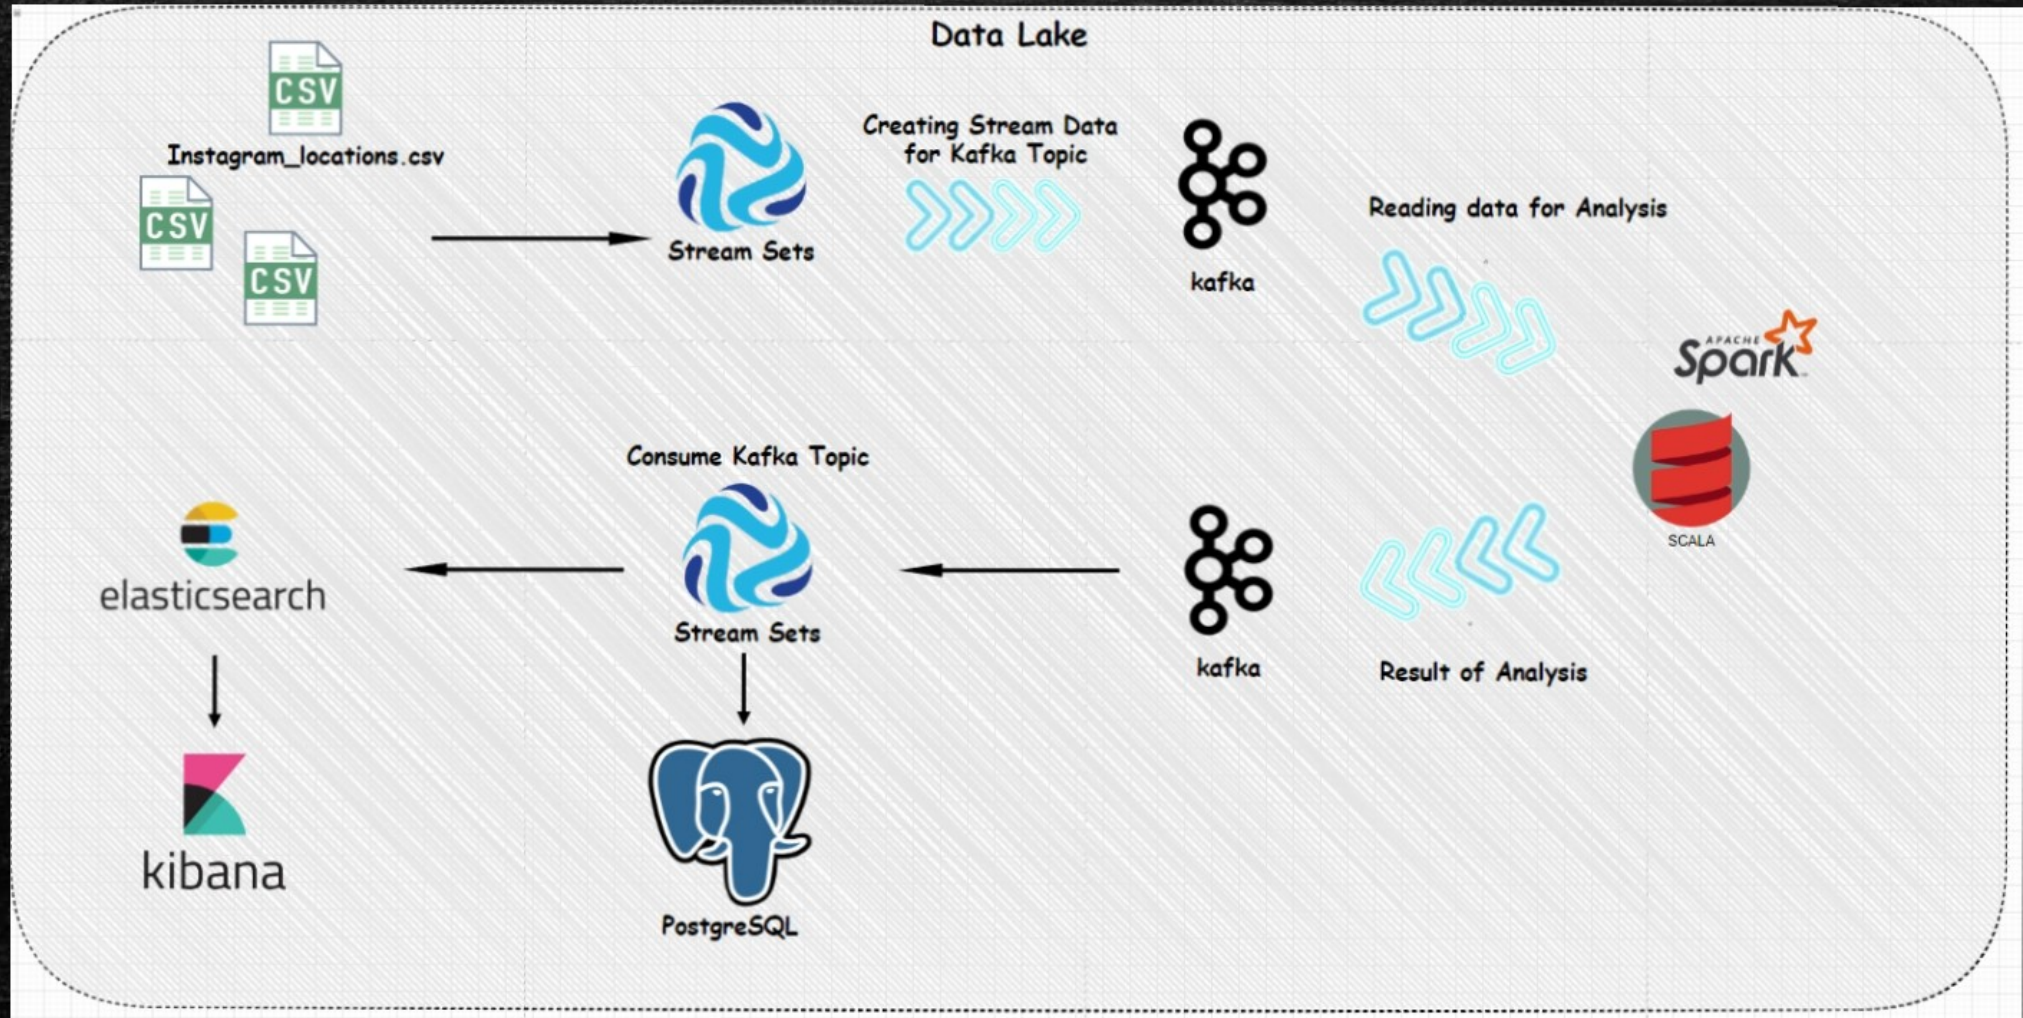 Data Lake
CSV
Instagram_locations.csv
CSV
CSV
Stream Sets
Creating Stream Data
for Kafka Topic
kafka
Reading data for Analysis
APACHE
Spark
SCALA
Result of Analysis
kafka
Consume Kafka Topic
Stream Sets
PostgreSQL
elasticsearch
kibana